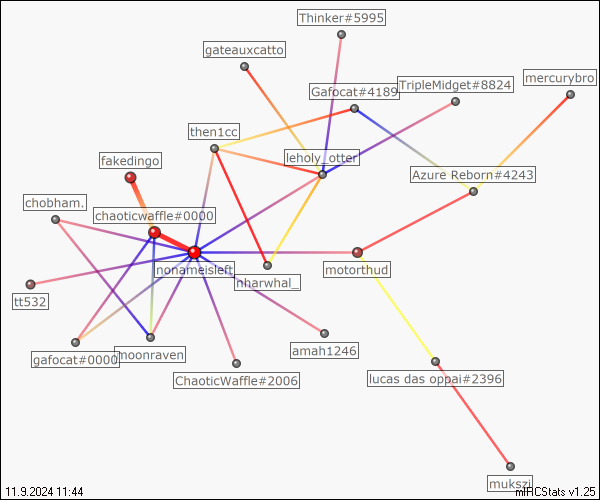 Thinker#5995
gateauxcatto
mercurybro
TripleMidget#8824
Gafocat#4189
then1cc
leholy_otter
fakedingo
Azure Reborn#4243
chobham.
chaoticwaffle#0000
nonameisleft
motorthud
nharwhal_
tt532
amah1246
moonraven
gafocat#0000
ChaoticWaffle#2006
lucas das oppai#2396
mukszi
11.9.2024 11:44
mIRCStats v1.25